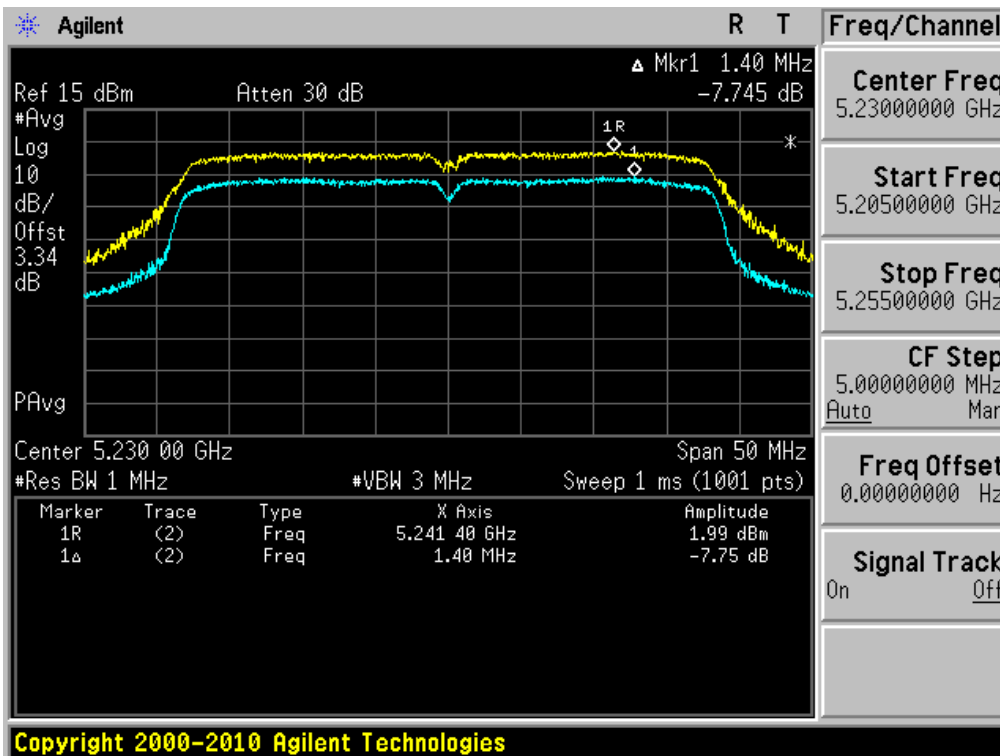 Agilent R T Freq/Channel
Δ Mkr1 1.40 MHz
Ref 15 dBm Atten 30 dB -7.745 dB
#Avg
Log
10
dB/
Offst
3.34
dB
PAvg
1R
1
*
Center 5.230 00 GHz Span 50 MHz
#Res BW 1 MHz #VBW 3 MHz Sweep 1 ms (1001 pts)
Marker Trace Type X Axis Amplitude
1R (2) Freq 5.241 40 GHz 1.99 dBm
1Δ (2) Freq 1.40 MHz -7.75 dB
Center Freq
5.23000000 GHz
Start Freq
5.20500000 GHz
Stop Freq
5.25500000 GHz
CF Step
5.00000000 MHz
Auto Man
Freq Offset
0.00000000 Hz
Signal Track
On Off
Copyright 2000-2010 Agilent Technologies